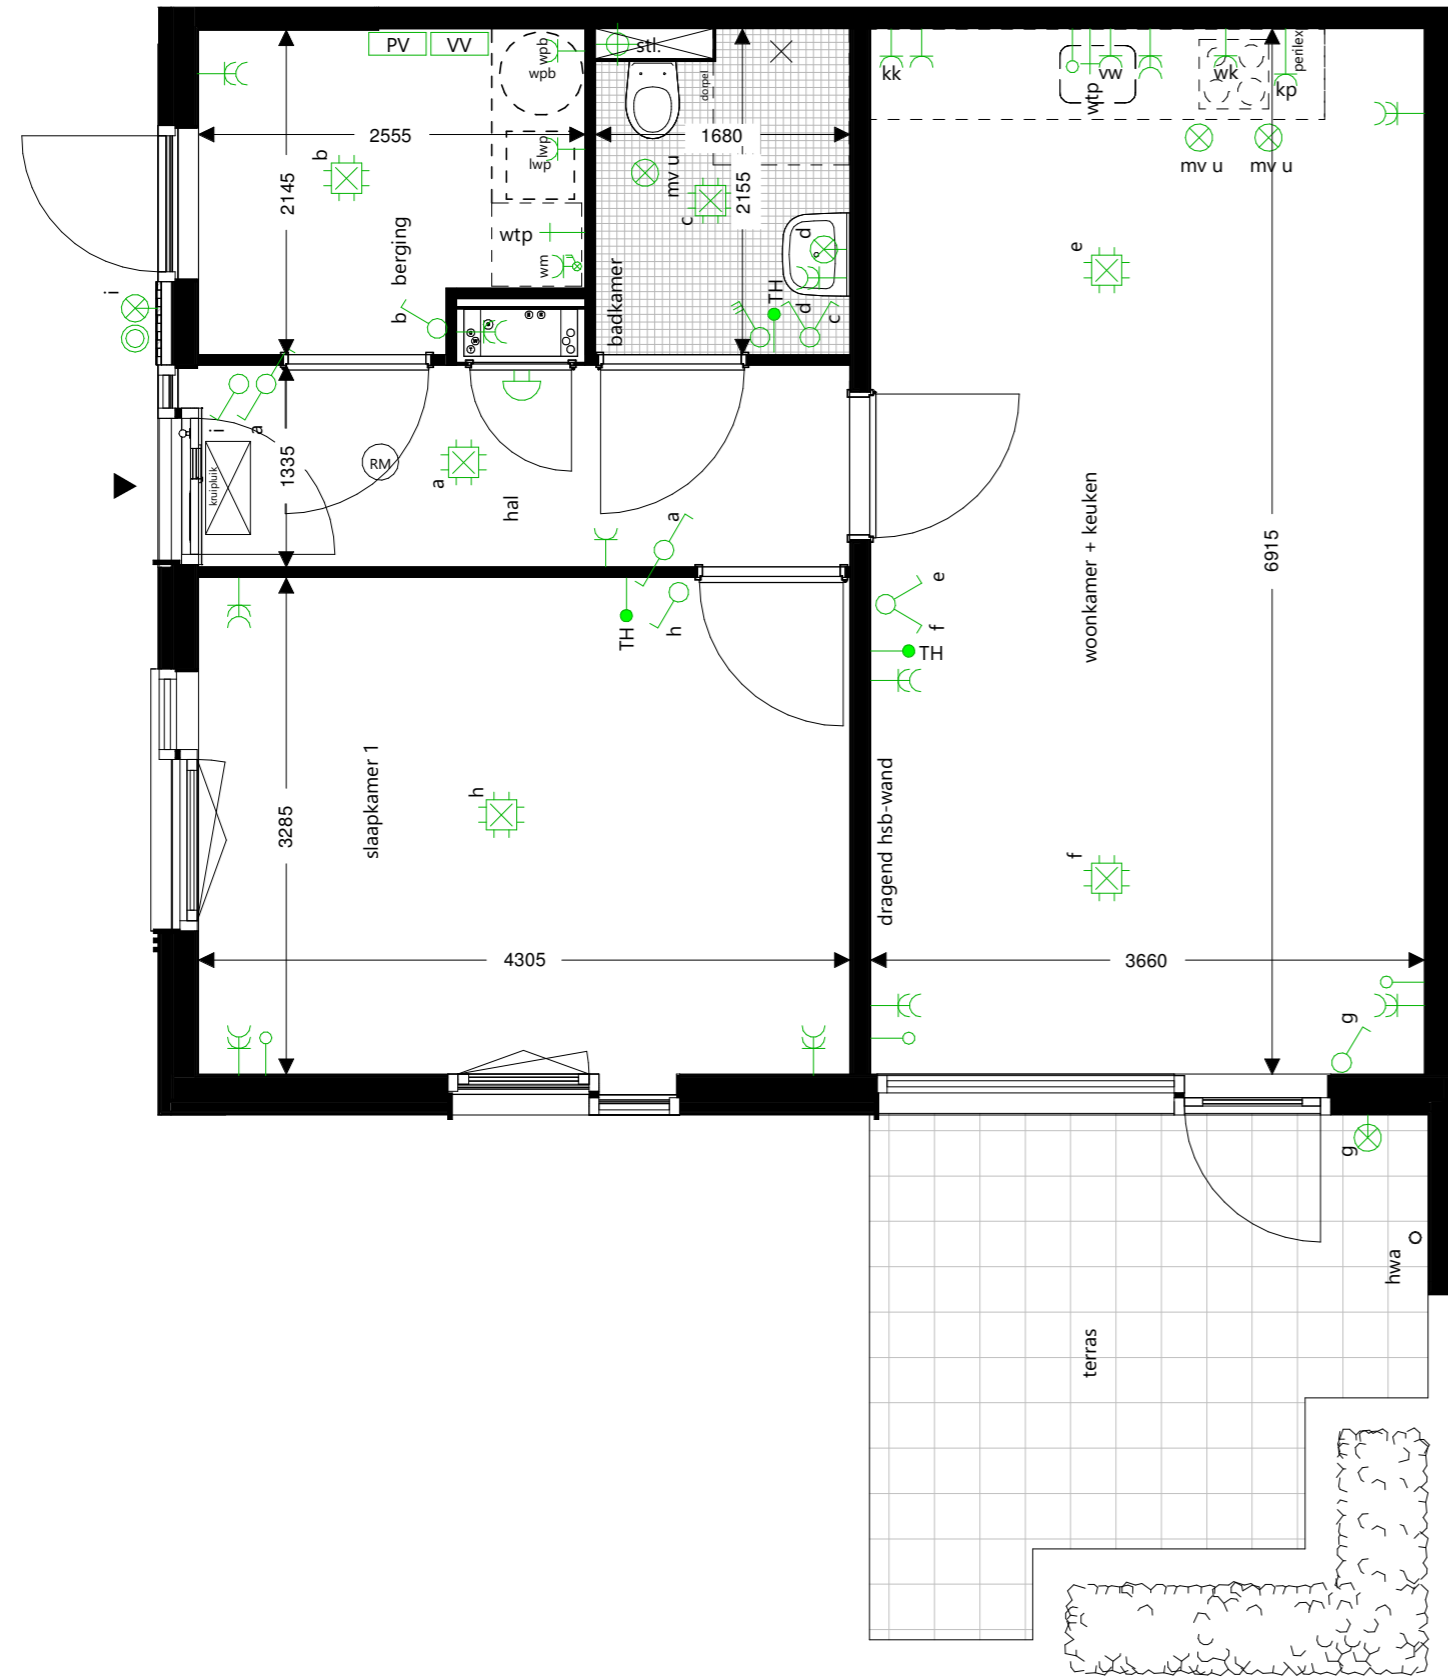 PV
VV
wpb
wpb
stl.
dorpel
kk
vw
wtp
wk
kp
perilex
2555
1680
mv u
mv u
b
lwp
lwp
mv u
2145
2155
c
berging
wtp
wm
d
e
badkamer
TH
d
c
i
b
i
a
1335
kruipluik
RM
a
hal
a
woonkamer + keuken
6915
e
f
TH
TH
h
slaapkamer 1
h
3285
dragend hsb-wand
f
4305
3660
g
g
hwa
terras